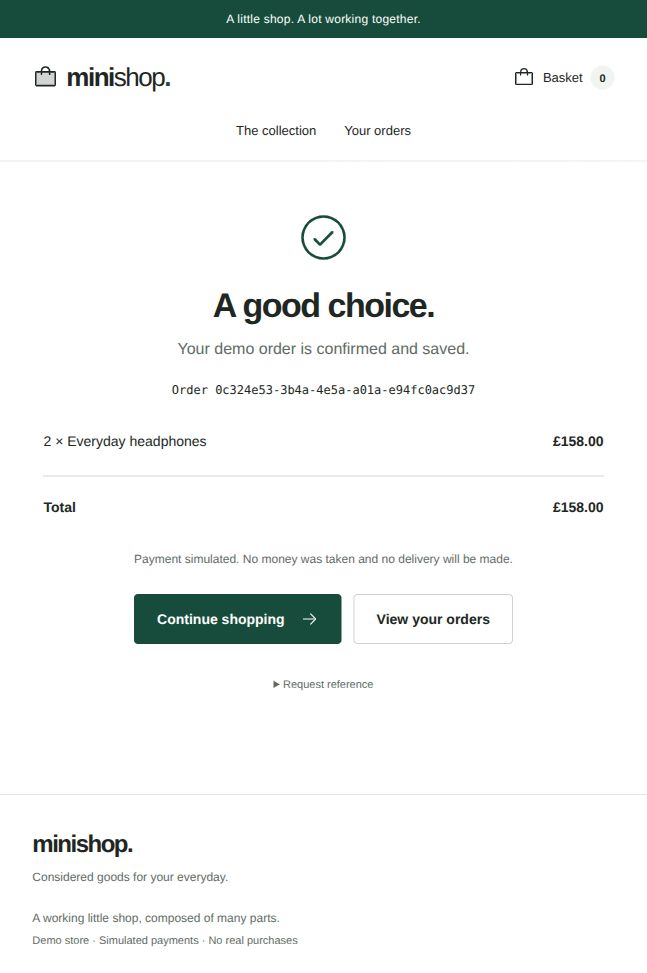 A little shop. A lot working together.
minishop.
Basket 0
The collection Your orders
A good choice.
Your demo order is confirmed and saved.
Order 0c324e53-3b4a-4e5a-a01a-e94fc0ac9d37
2 × Everyday headphones £158.00
Total £158.00
Payment simulated. No money was taken and no delivery will be made.
Continue shopping View your orders
Request reference
minishop.
Considered goods for your everyday.
A working little shop, composed of many parts.
Demo store · Simulated payments · No real purchases